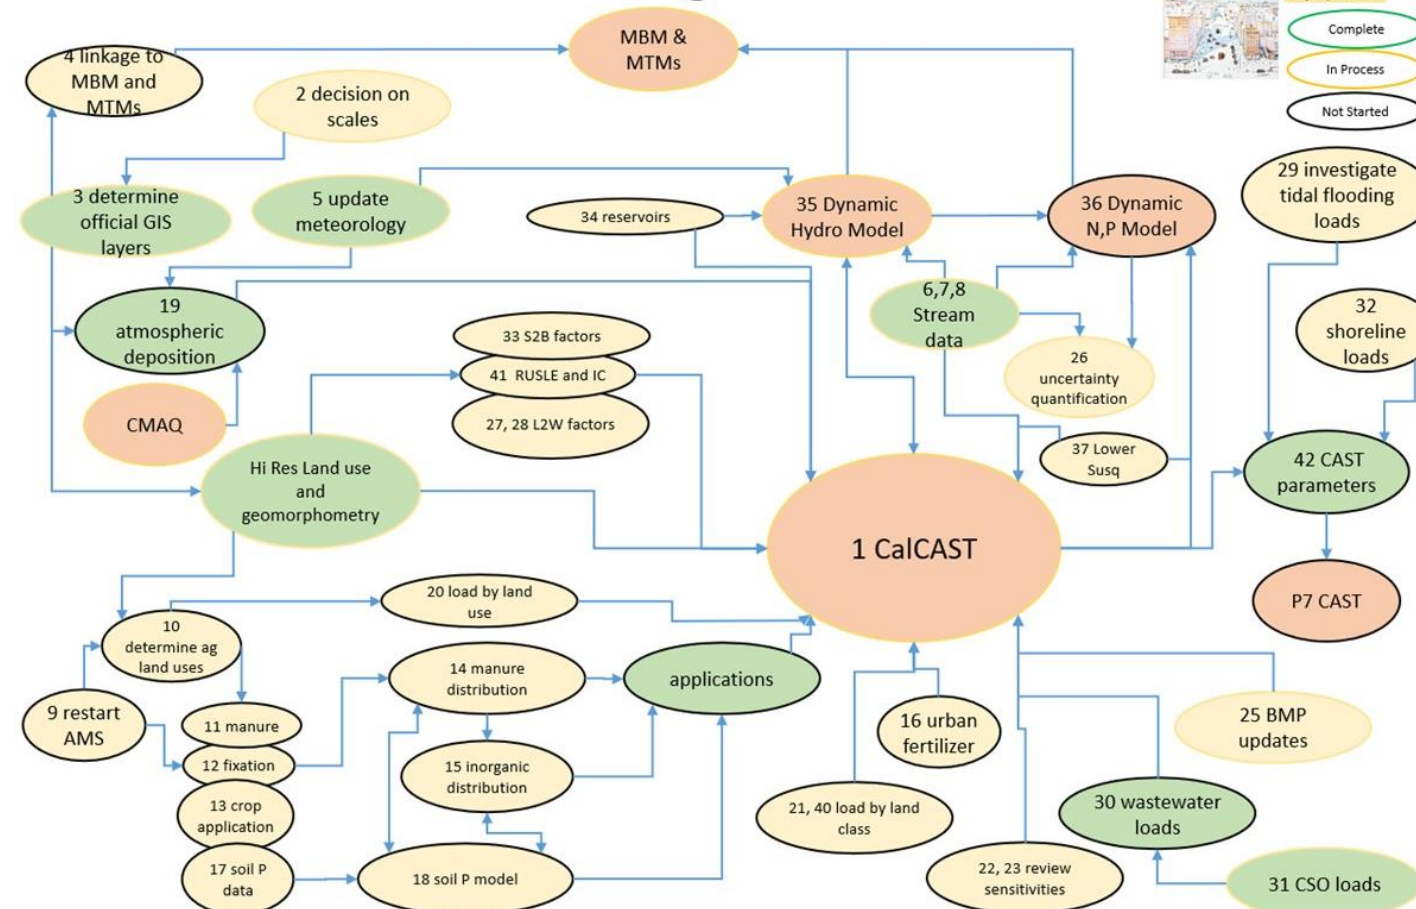 MBM &
MTMs
Complete
In Process
Not Started
4 linkage to
MBM and
MTMs
2 decision on
scales
3 determine
official GIS
layers
5 update
meteorology
34 reservoirs
35 Dynamic
Hydro Model
36 Dynamic
N,P Model
29 investigate
tidal flooding
loads
19
atmospheric
deposition
6,7,8
Stream
data
32
shoreline
loads
33 S2B factors
41 RUSLE and IC
27, 28 L2W factors
26
uncertainty
quantification
CMAQ
37 Lower
Susq
42 CAST
parameters
Hi Res Land use
and
geomorphometry
1 CalCAST
P7 CAST
20 load by land
use
10
determine ag
land uses
14 manure
distribution
applications
9 restart
AMS
11 manure
12 fixation
13 crop
application
17 soil P
data
15 inorganic
distribution
18 soil P model
16 urban
fertilizer
25 BMP
updates
21, 40 load by land
class
30 wastewater
loads
22, 23 review
sensitivities
31 CSO loads